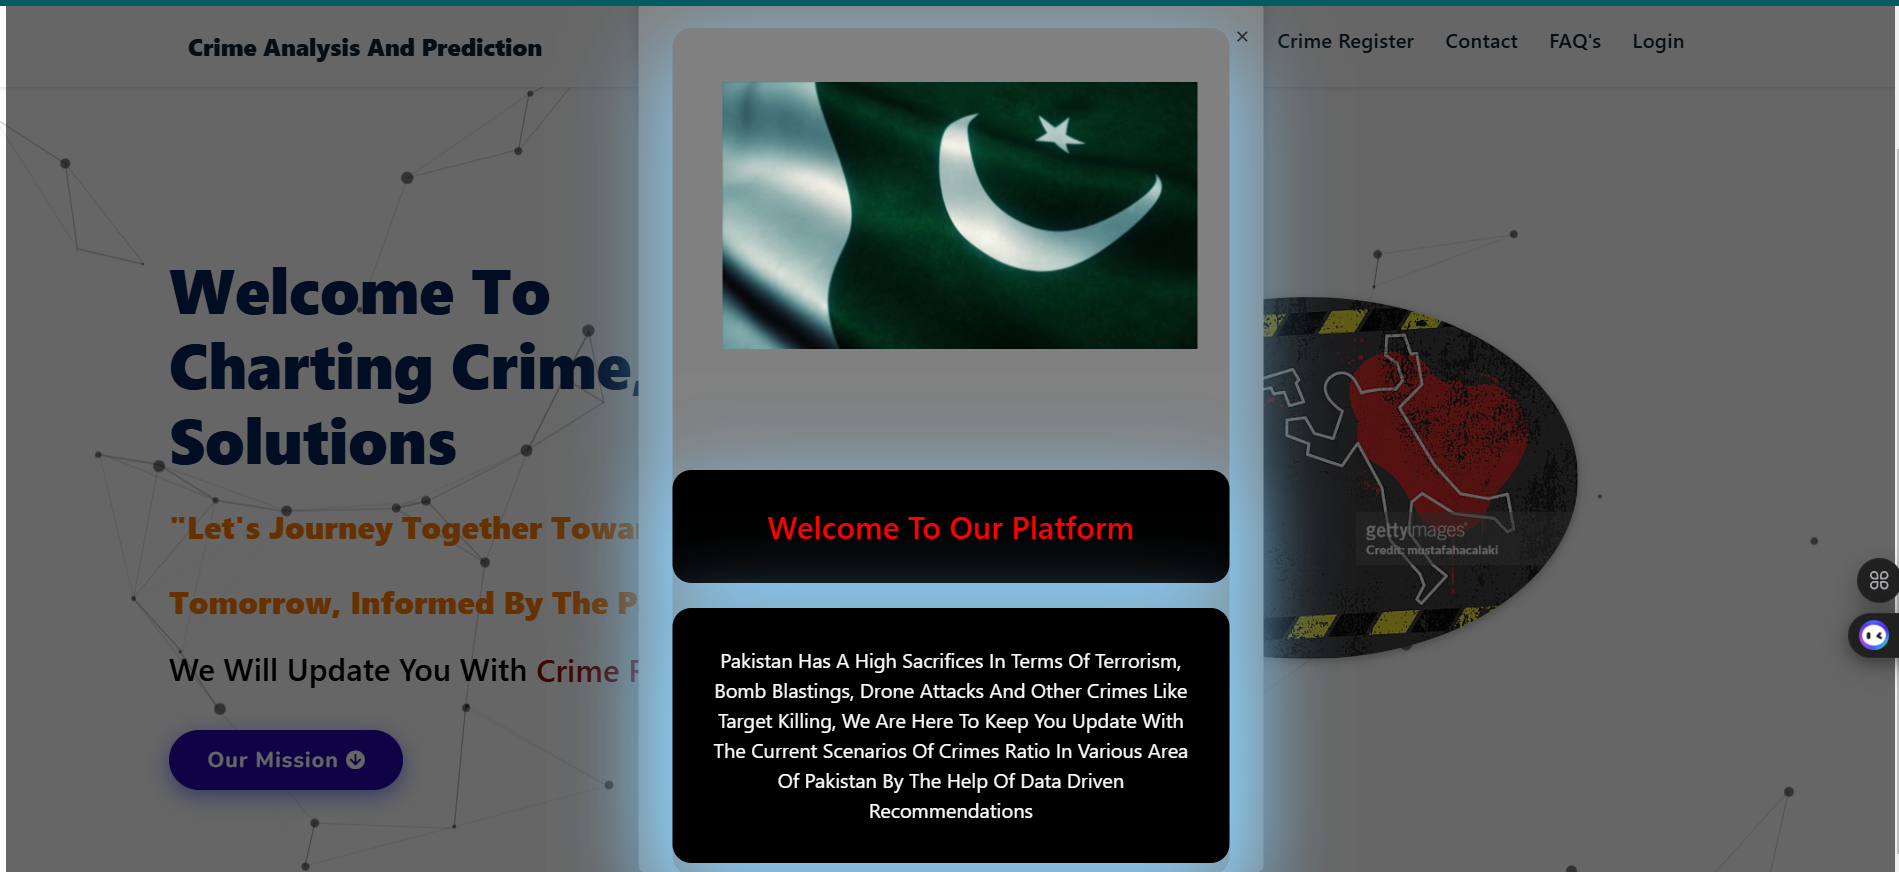 Crime Analysis And Prediction
×
Crime Register
Contact
FAQ's
Login
Welcome To
Charting Crime,
Solutions
"Let's Journey Together
Tomorrow, Informed By The
We Will Update You With Crime
Our Mission
Welcome To Our Platform
Pakistan Has A High Sacrifices In Terms Of Terrorism,
Bomb Blastings, Drone Attacks And Other Crimes Like
Target Killing, We Are Here To Keep You Update With
The Current Scenarios Of Crimes Ratio In Various Area
Of Pakistan By The Help Of Data Driven
Recommendations
gettyimages®
Credit: mustafahacalaki